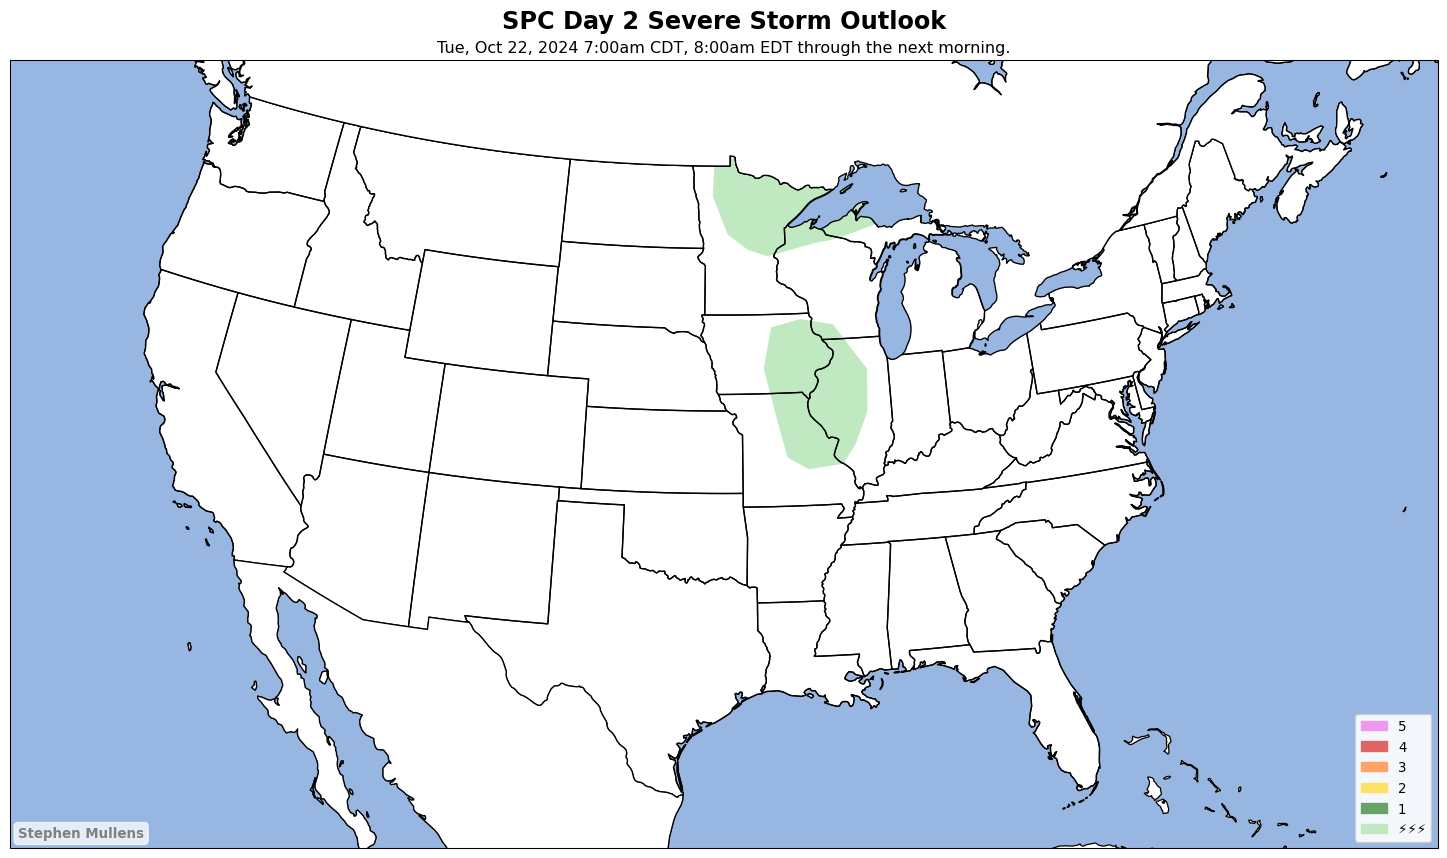 SPC Day 2 Severe Storm Outlook
Tue, Oct 22, 2024 7:00am CDT, 8:00am EDT through the next morning.
5
4
3
2
1
⚡⚡⚡
Stephen Mullens